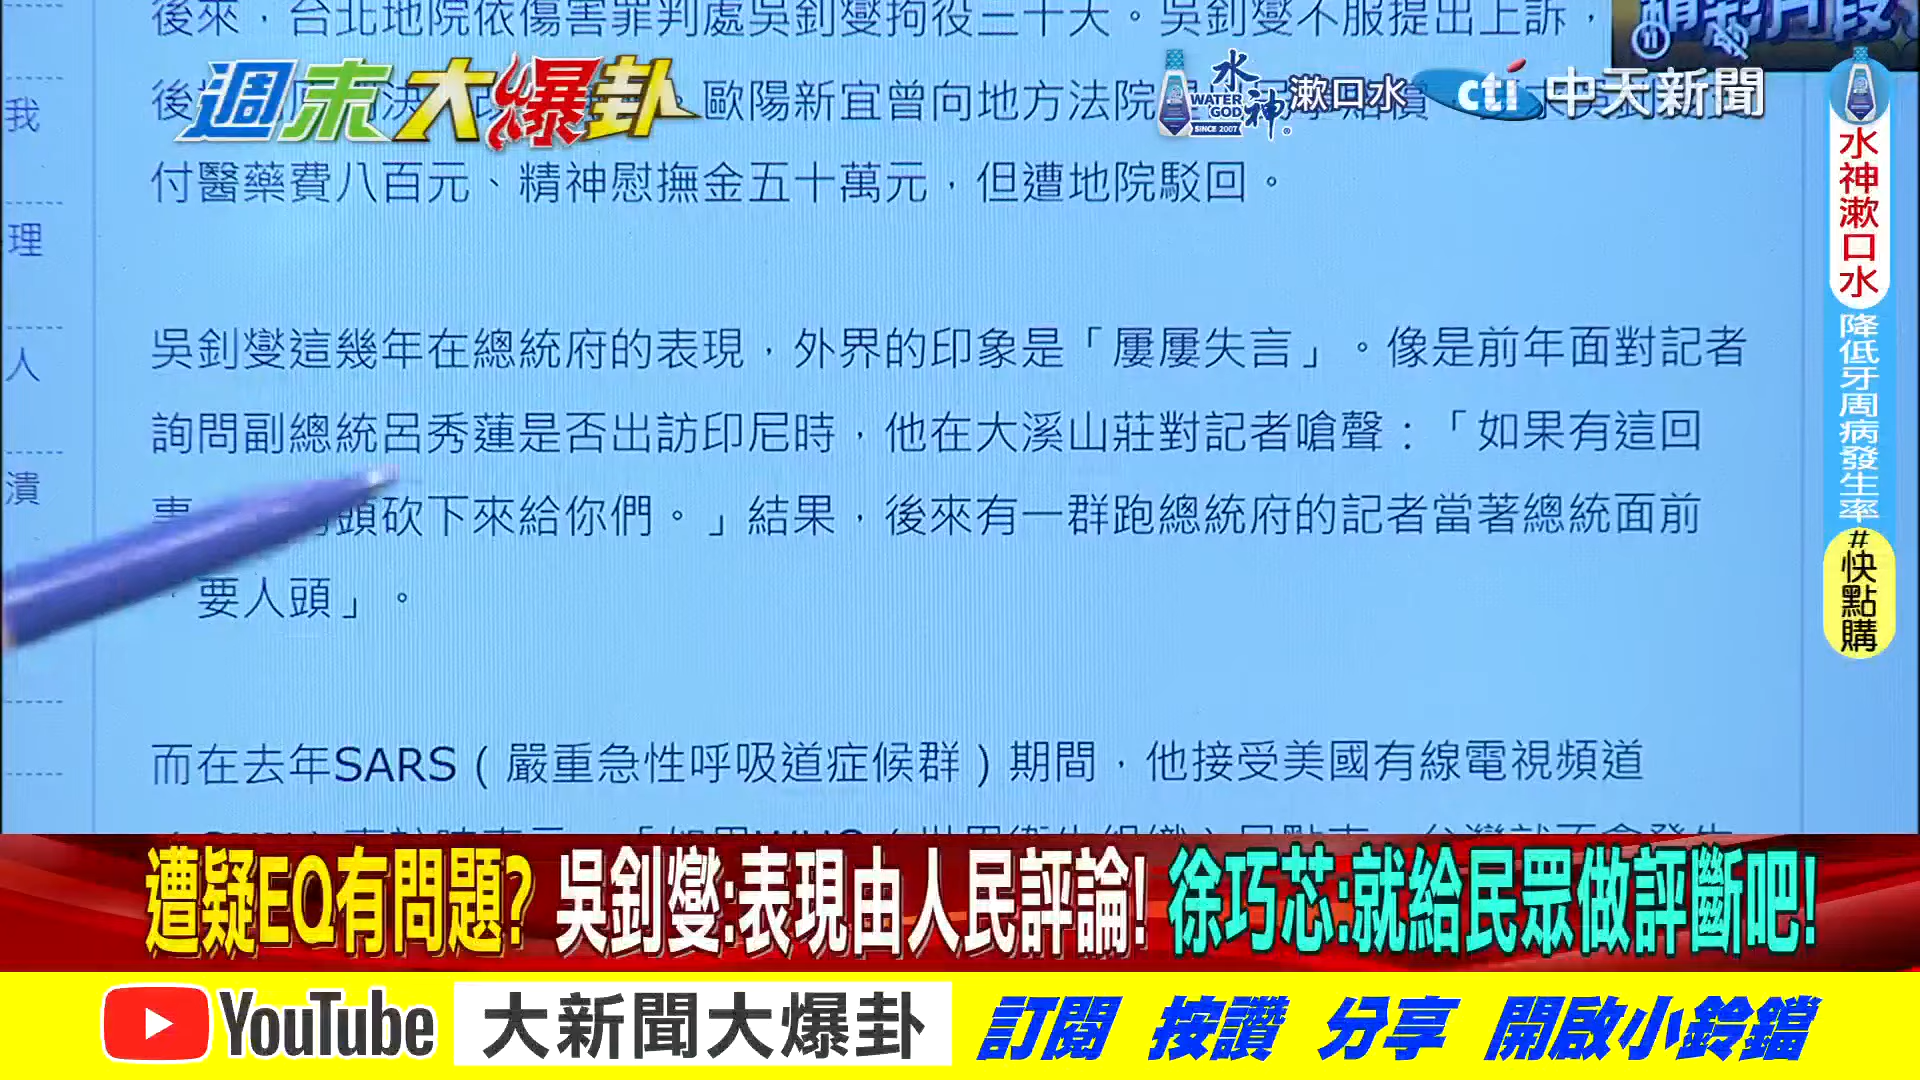 後來，台北地院依傷害罪判處吳釗燮拘役三十天。吳釗燮不服提出上訴，
歐陽新宜曾向地方法院
付醫藥費八百元、精神慰撫金五十萬元，但遭地院駁回。
吳釗燮這幾年在總統府的表現，外界的印象是「屢屢失言」。像是前年面對記者
詢問副總統呂秀蓮是否出訪印尼時，他在大溪山莊對記者嗆聲：「如果有這回
事 頭砍下來給你們。」結果，後來有一群跑總統府的記者當著總統面前
要人頭」。
而在去年SARS（嚴重急性呼吸道症候群）期間，他接受美國有線電視頻道
我
理
人
潰
週末大爆卦
水神
WATER GOD
SINCE 2007
漱口水
cti 中天新聞
水神漱口水
降低牙周病發生率
#快點購
遭疑EQ有問題? 吳釗燮:表現由人民評論! 徐巧芯:就給民眾做評斷吧!
YouTube 大新聞大爆卦 訂閱 按讚 分享 開啟小鈴鐺